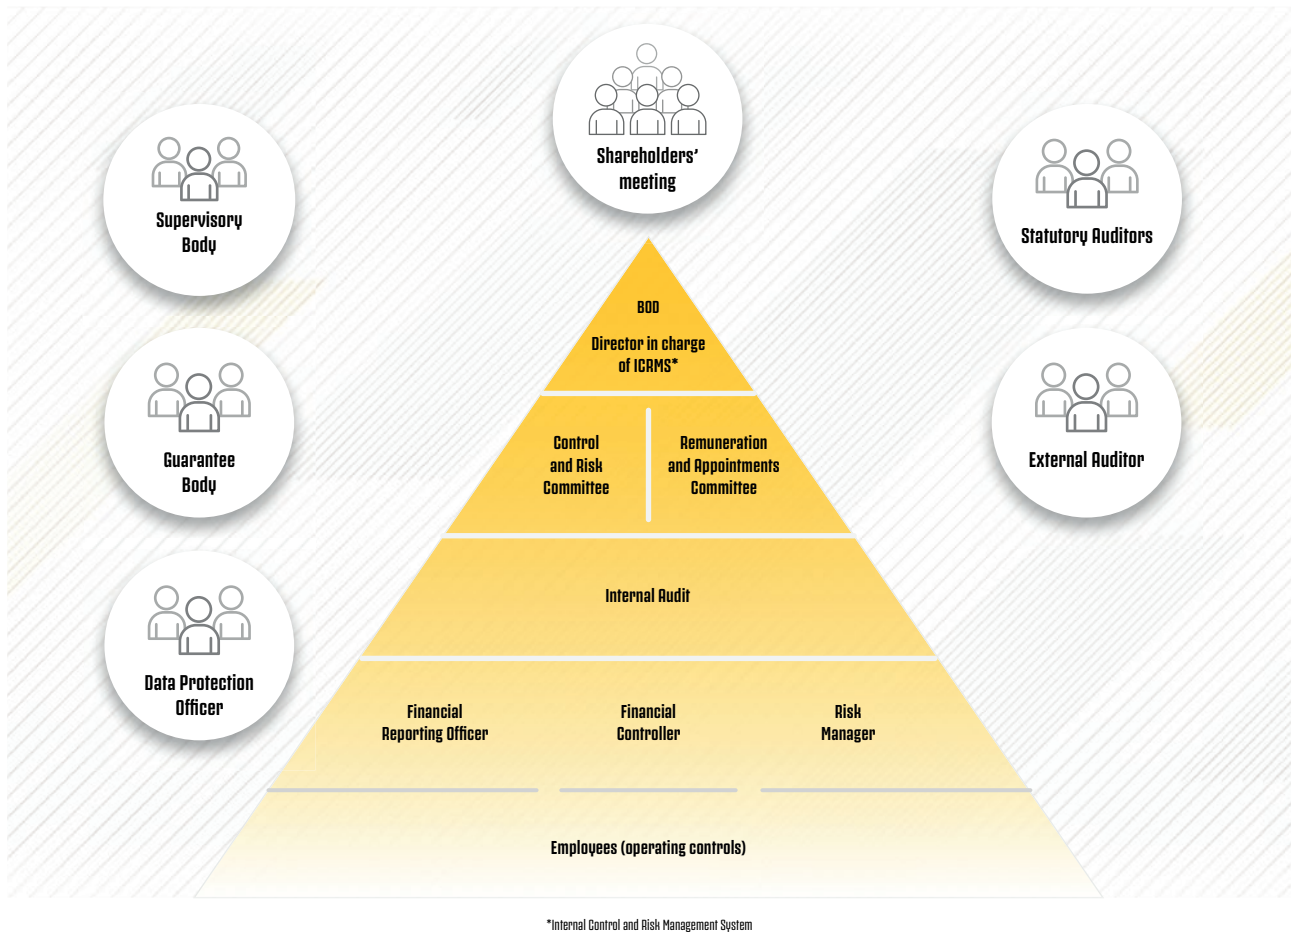 Shareholders'
meeting
Supervisory
Body
Statutory Auditors
BOD
Director in charge
of ICRMS*
Guarantee
Body
External Auditor
Control
and Risk
Committee
Remuneration
and Appointments
Committee
Internal Audit
Data Protection
Officer
Financial
Reporting Officer
Financial
Controller
Risk
Manager
Employees (operating controls)
*Internal Control and Risk Management System